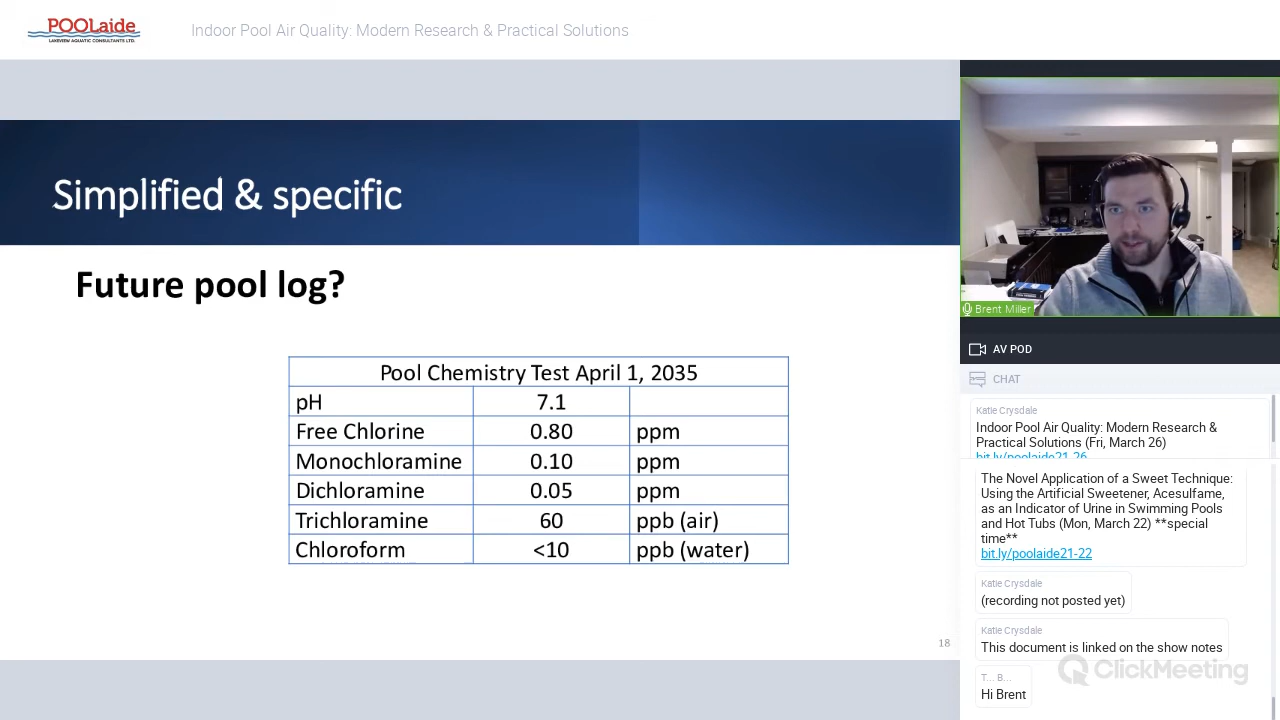 POOLaide
LAKEVIEW AQUATIC CONSULTANTS LTD.
Indoor Pool Air Quality: Modern Research & Practical Solutions
Simplified & specific
Future pool log?
Pool Chemistry Test April 1, 2035
pH 7.1
Free Chlorine 0.80 ppm
Monochloramine 0.10 ppm
Dichloramine 0.05 ppm
Trichloramine 60 ppb (air)
Chloroform <10 ppb (water)
18
Brent Miller
AV POD
CHAT
Katie Crysdale
Indoor Pool Air Quality: Modern Research &
Practical Solutions (Fri, March 26)
bit.ly/poolaide21-26
The Novel Application of a Sweet Technique:
Using the Artificial Sweetener, Acesulfame,
as an Indicator of Urine in Swimming Pools
and Hot Tubs (Mon, March 22) **special
time**
bit.ly/poolaide21-22
Katie Crysdale
(recording not posted yet)
Katie Crysdale
This document is linked on the show notes
ClickMeeting
T... B...
Hi Brent